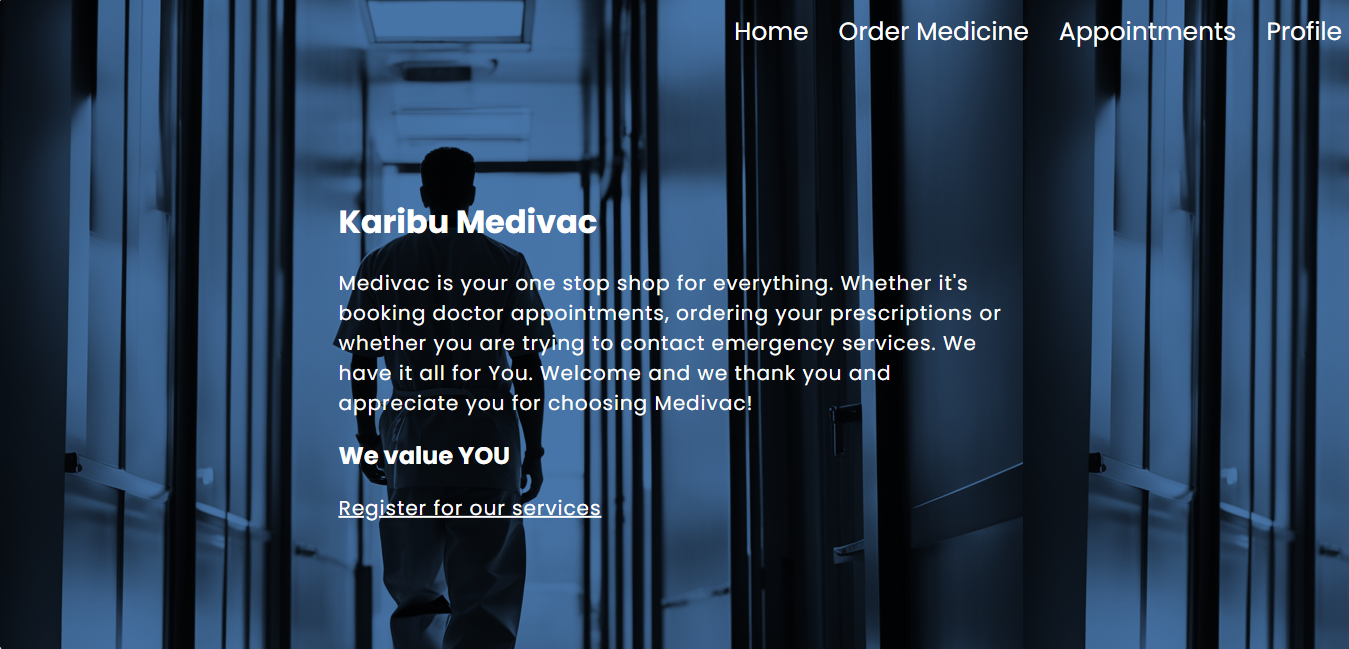 Home Order Medicine Appointments Profile
Karibu Medivac
Medivac is your one stop shop for everything. Whether it's
booking doctor appointments, ordering your prescriptions or
whether you are trying to contact emergency services. We
have it all for You. Welcome and we thank you and
appreciate you for choosing Medivac!
We value YOU
Register for our services